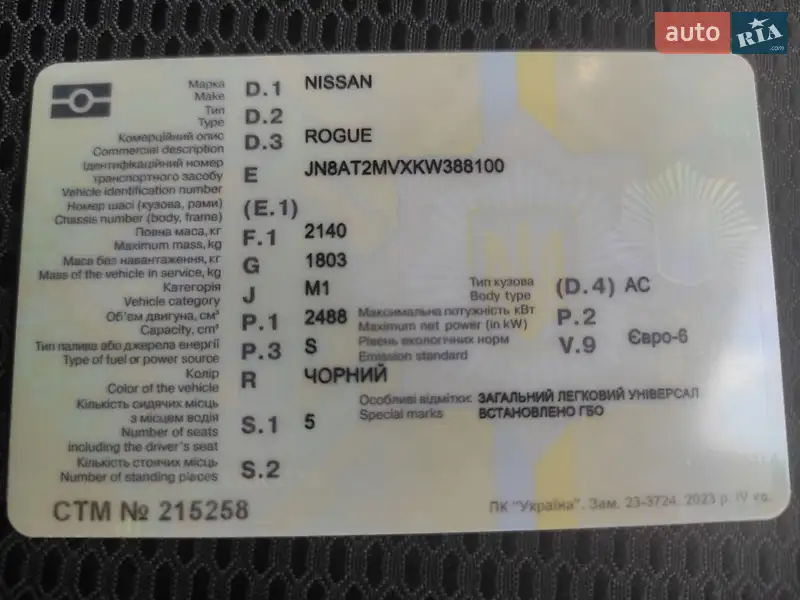 auto RIA .com
Марка D.1 NISSAN
Make
Тип D.2
Type
Комерційний опис D.3 ROGUE
Commercial description
Ідентифікаційний номер E JN8AT2MVXKW388100
транспортного засобу
Vehicle identification number
Номер шасі (кузова, рами) (E.1)
Chassis number (body, frame)
Повна маса, кг F.1 2140
Maximum mass, kg
Маса без навантаження, кг G 1803
Mass of the vehicle in service, kg
Категорія J M1 Тип кузова (D.4) AC
Vehicle category Body type
Об'єм двигуна, см³ P.1 2488 Максимальна потужність кВт P.2
Capacity, cm³ Maximum net power (in kW)
Тип палива або джерела енергії P.3 S Рівень екологічних норм V.9 Євро-6
Type of fuel or power source Emission standard
Колір R ЧОРНИЙ
Color of the vehicle
Особливі відмітки: ЗАГАЛЬНИЙ ЛЕГКОВИЙ УНІВЕРСАЛ
Special marks ВСТАНОВЛЕНО ГБО
Кількість сидячих місць S.1 5
з місцем водія
Number of seats
including the driver's seat
Кількість стоячих місць S.2
Number of standing places
СТМ № 215258
ПК "Україна". Зам. 23-3724. 2023 р. IV кв.